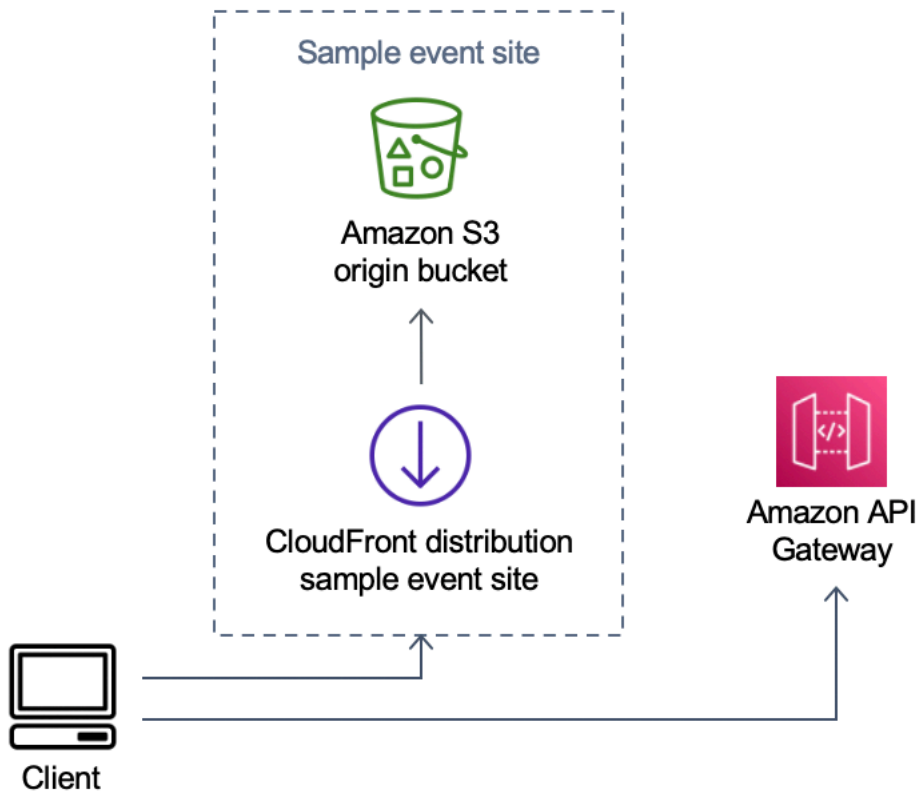 Sample event site
Amazon S3
origin bucket
CloudFront distribution
sample event site
</>
Amazon API
Gateway
Client